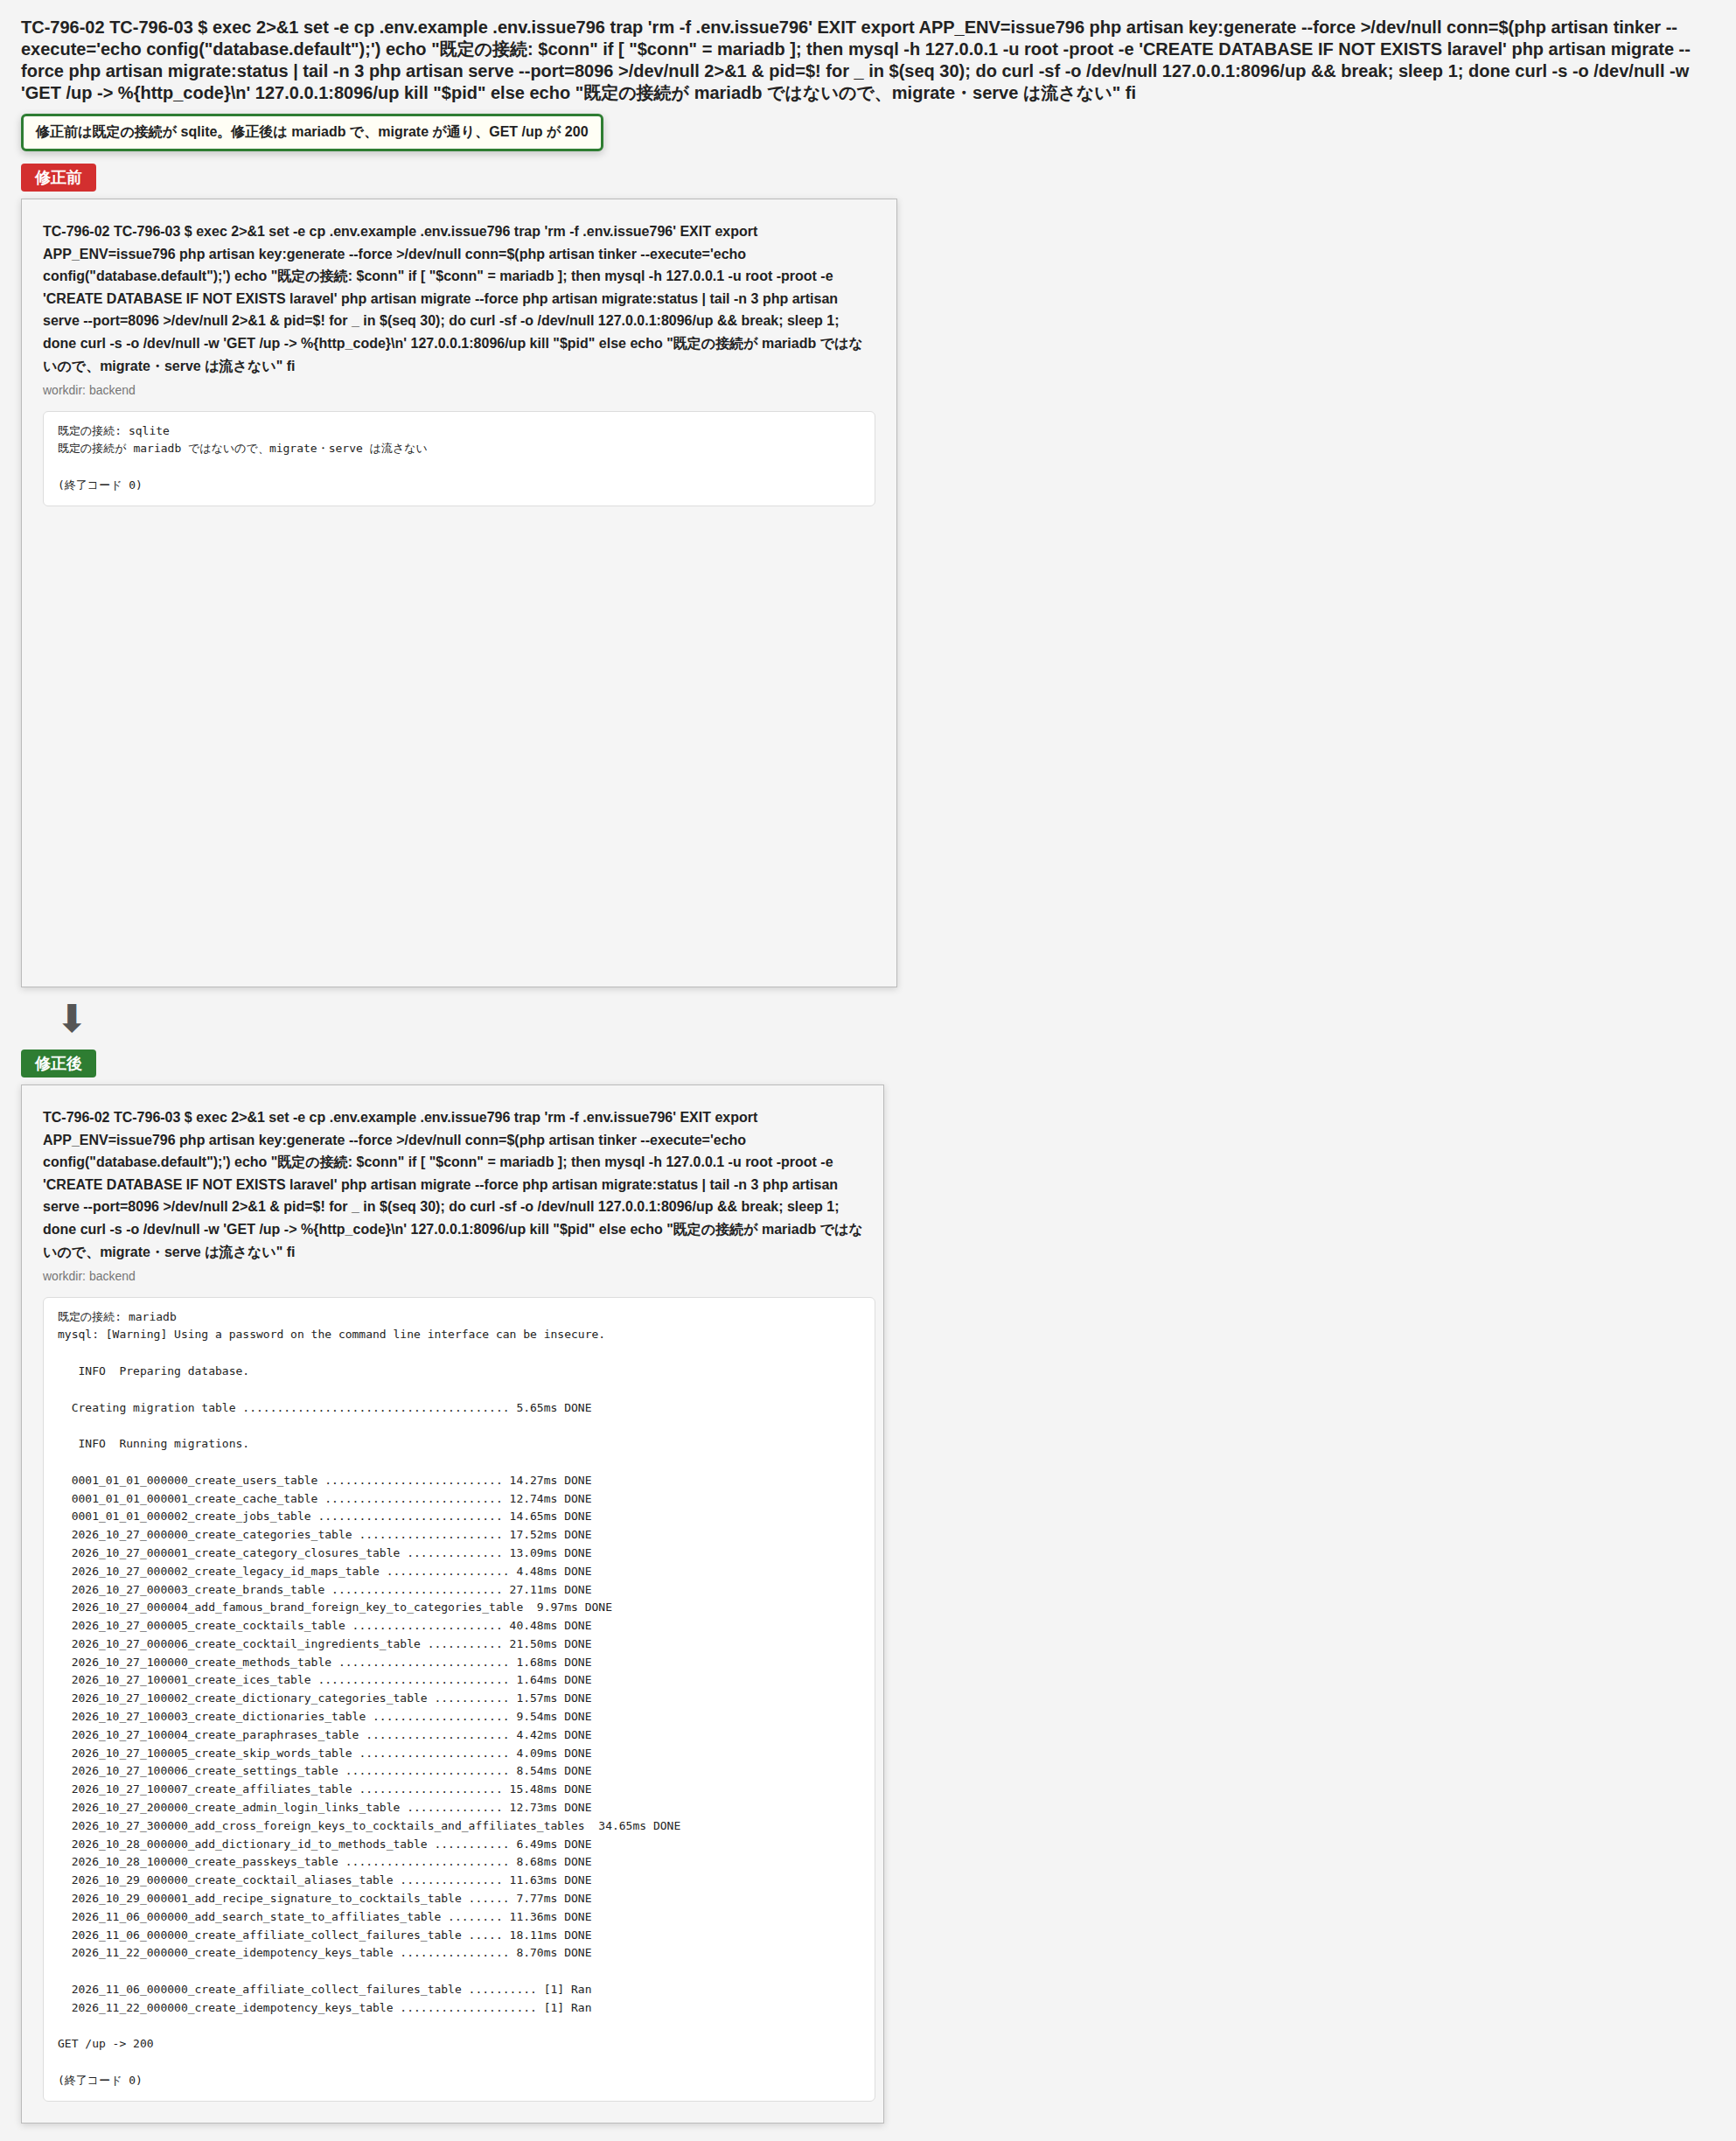 TC-796-02 TC-796-03 $ exec 2>&1 set -e cp .env.example .env.issue796 trap 'rm -f .env.issue796' EXIT export APP_ENV=issue796 php artisan key:generate --force >/dev/null conn=$(php artisan tinker --
execute='echo config("database.default");') echo "既定の接続: $conn" if [ "$conn" = mariadb ]; then mysql -h 127.0.0.1 -u root -proot -e 'CREATE DATABASE IF NOT EXISTS laravel' php artisan migrate --
force php artisan migrate:status | tail -n 3 php artisan serve --port=8096 >/dev/null 2>&1 & pid=$! for _ in $(seq 30); do curl -sf -o /dev/null 127.0.0.1:8096/up && break; sleep 1; done curl -s -o /dev/null -w
'GET /up -> %{http_code}\n' 127.0.0.1:8096/up kill "$pid" else echo "既定の接続が mariadb ではないので、migrate・serve は流さない" fi
修正前は既定の接続が sqlite。修正後は mariadb で、migrate が通り、GET /up が 200
修正前
TC-796-02 TC-796-03 $ exec 2>&1 set -e cp .env.example .env.issue796 trap 'rm -f .env.issue796' EXIT export
APP_ENV=issue796 php artisan key:generate --force >/dev/null conn=$(php artisan tinker --execute='echo
config("database.default");') echo "既定の接続: $conn" if [ "$conn" = mariadb ]; then mysql -h 127.0.0.1 -u root -proot -e
'CREATE DATABASE IF NOT EXISTS laravel' php artisan migrate --force php artisan migrate:status | tail -n 3 php artisan
serve --port=8096 >/dev/null 2>&1 & pid=$! for _ in $(seq 30); do curl -sf -o /dev/null 127.0.0.1:8096/up && break; sleep 1;
done curl -s -o /dev/null -w 'GET /up -> %{http_code}\n' 127.0.0.1:8096/up kill "$pid" else echo "既定の接続が mariadb ではな
いので、migrate・serve は流さない" fi
workdir: backend
既定の接続: sqlite
既定の接続が mariadb ではないので、migrate・serve は流さない
(終了コード 0)
⬇
修正後
TC-796-02 TC-796-03 $ exec 2>&1 set -e cp .env.example .env.issue796 trap 'rm -f .env.issue796' EXIT export
APP_ENV=issue796 php artisan key:generate --force >/dev/null conn=$(php artisan tinker --execute='echo
config("database.default");') echo "既定の接続: $conn" if [ "$conn" = mariadb ]; then mysql -h 127.0.0.1 -u root -proot -e
'CREATE DATABASE IF NOT EXISTS laravel' php artisan migrate --force php artisan migrate:status | tail -n 3 php artisan
serve --port=8096 >/dev/null 2>&1 & pid=$! for _ in $(seq 30); do curl -sf -o /dev/null 127.0.0.1:8096/up && break; sleep 1;
done curl -s -o /dev/null -w 'GET /up -> %{http_code}\n' 127.0.0.1:8096/up kill "$pid" else echo "既定の接続が mariadb ではな
いので、migrate・serve は流さない" fi
workdir: backend
既定の接続: mariadb
mysql: [Warning] Using a password on the command line interface can be insecure.
INFO  Preparing database.
Creating migration table ....................................... 5.65ms DONE
INFO  Running migrations.
0001_01_01_000000_create_users_table .......................... 14.27ms DONE
0001_01_01_000001_create_cache_table .......................... 12.74ms DONE
0001_01_01_000002_create_jobs_table ........................... 14.65ms DONE
2026_10_27_000000_create_categories_table ..................... 17.52ms DONE
2026_10_27_000001_create_category_closures_table .............. 13.09ms DONE
2026_10_27_000002_create_legacy_id_maps_table .................. 4.48ms DONE
2026_10_27_000003_create_brands_table ......................... 27.11ms DONE
2026_10_27_000004_add_famous_brand_foreign_key_to_categories_table  9.97ms DONE
2026_10_27_000005_create_cocktails_table ...................... 40.48ms DONE
2026_10_27_000006_create_cocktail_ingredients_table ........... 21.50ms DONE
2026_10_27_100000_create_methods_table ......................... 1.68ms DONE
2026_10_27_100001_create_ices_table ............................ 1.64ms DONE
2026_10_27_100002_create_dictionary_categories_table ........... 1.57ms DONE
2026_10_27_100003_create_dictionaries_table .................... 9.54ms DONE
2026_10_27_100004_create_paraphrases_table ..................... 4.42ms DONE
2026_10_27_100005_create_skip_words_table ...................... 4.09ms DONE
2026_10_27_100006_create_settings_table ........................ 8.54ms DONE
2026_10_27_100007_create_affiliates_table ..................... 15.48ms DONE
2026_10_27_200000_create_admin_login_links_table .............. 12.73ms DONE
2026_10_27_300000_add_cross_foreign_keys_to_cocktails_and_affiliates_tables  34.65ms DONE
2026_10_28_000000_add_dictionary_id_to_methods_table ........... 6.49ms DONE
2026_10_28_100000_create_passkeys_table ........................ 8.68ms DONE
2026_10_29_000000_create_cocktail_aliases_table ............... 11.63ms DONE
2026_10_29_000001_add_recipe_signature_to_cocktails_table ...... 7.77ms DONE
2026_11_06_000000_add_search_state_to_affiliates_table ........ 11.36ms DONE
2026_11_06_000000_create_affiliate_collect_failures_table ..... 18.11ms DONE
2026_11_22_000000_create_idempotency_keys_table ................ 8.70ms DONE
2026_11_06_000000_create_affiliate_collect_failures_table .......... [1] Ran
2026_11_22_000000_create_idempotency_keys_table .................... [1] Ran
GET /up -> 200
(終了コード 0)